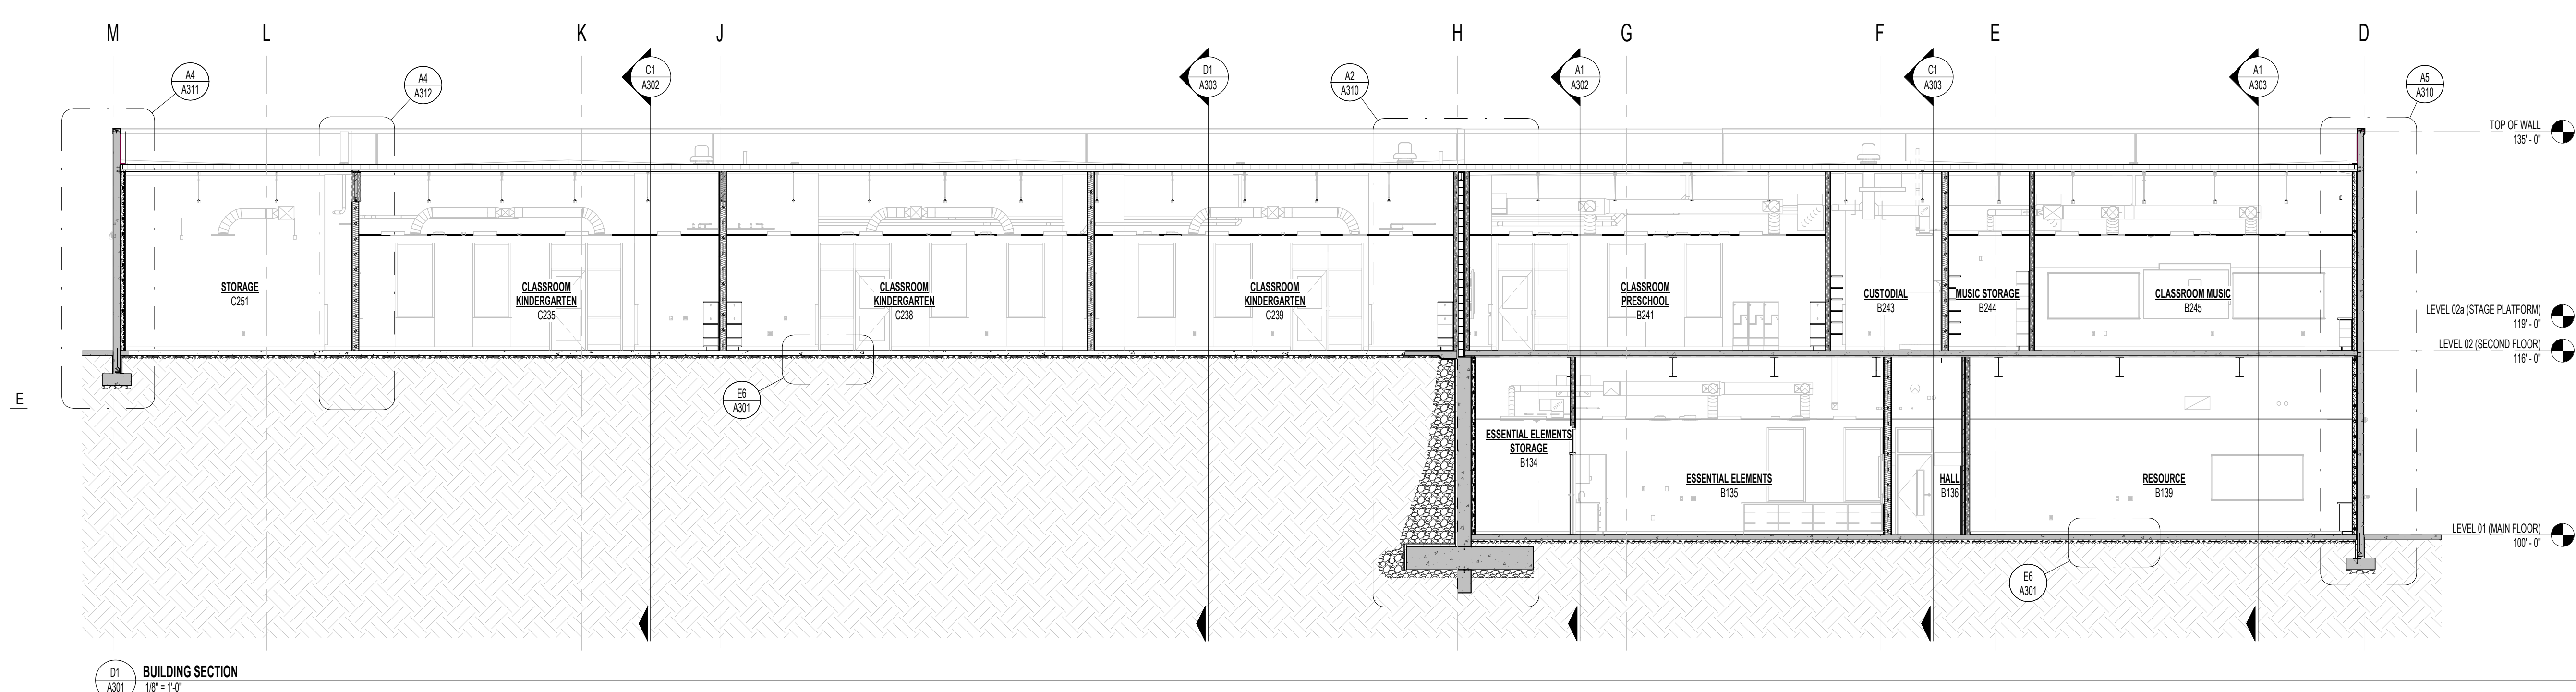 M L K J H G F E D
A4
A311
A4
A312
C1
A302
D1
A303
A2
A310
A1
A302
C1
A303
A1
A303
A5
A310
TOP OF WALL
135' - 0"
STORAGE
C251
CLASSROOM
KINDERGARTEN
C235
CLASSROOM
KINDERGARTEN
C238
CLASSROOM
KINDERGARTEN
C239
CLASSROOM
PRESCHOOL
B241
CUSTODIAL
B243
MUSIC STORAGE
B244
CLASSROOM MUSIC
B245
LEVEL 02a (STAGE PLATFORM)
119' - 0"
LEVEL 02 (SECOND FLOOR)
116' - 0"
E
E6
A301
ESSENTIAL ELEMENTS
STORAGE
B134
ESSENTIAL ELEMENTS
B135
HALL
B136
RESOURCE
B139
LEVEL 01 (MAIN FLOOR)
100' - 0"
E6
A301
D1
A301
BUILDING SECTION
1/8" = 1'-0"